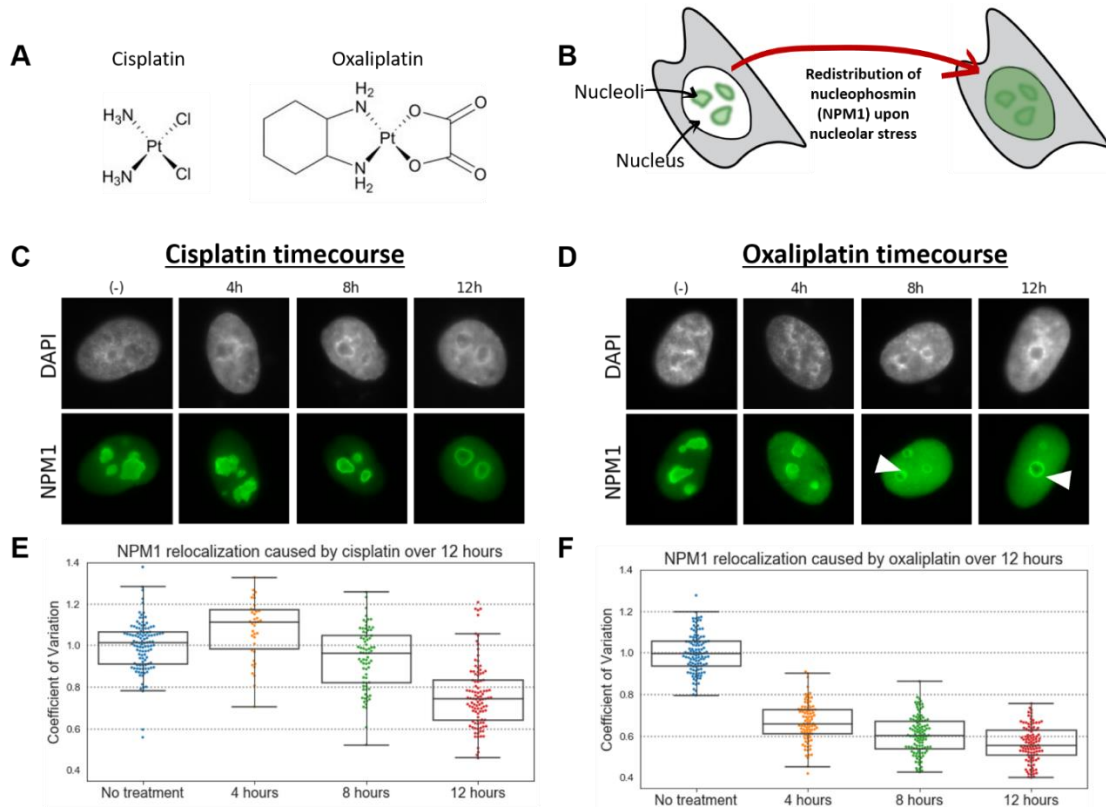 A
Cisplatin
Oxaliplatin
H3N
Cl
Pt
H3N
Cl
H2
N
O
O
Pt
N
H2
O
O
B
Nucleoli
Nucleus
Redistribution of
nucleophosmin
(NPM1) upon
nucleolar stress
C
Cisplatin timecourse
(-)
4h
8h
12h
DAPI
NPM1
D
Oxaliplatin timecourse
(-)
4h
8h
12h
DAPI
NPM1
E
NPM1 relocalization caused by cisplatin over 12 hours
Coefficient of Variation
1.4
1.2
1.0
0.8
0.6
0.4
No treatment
4 hours
8 hours
12 hours
F
NPM1 relocalization caused by oxaliplatin over 12 hours
Coefficient of Variation
1.4
1.2
1.0
0.8
0.6
0.4
No treatment
4 hours
8 hours
12 hours